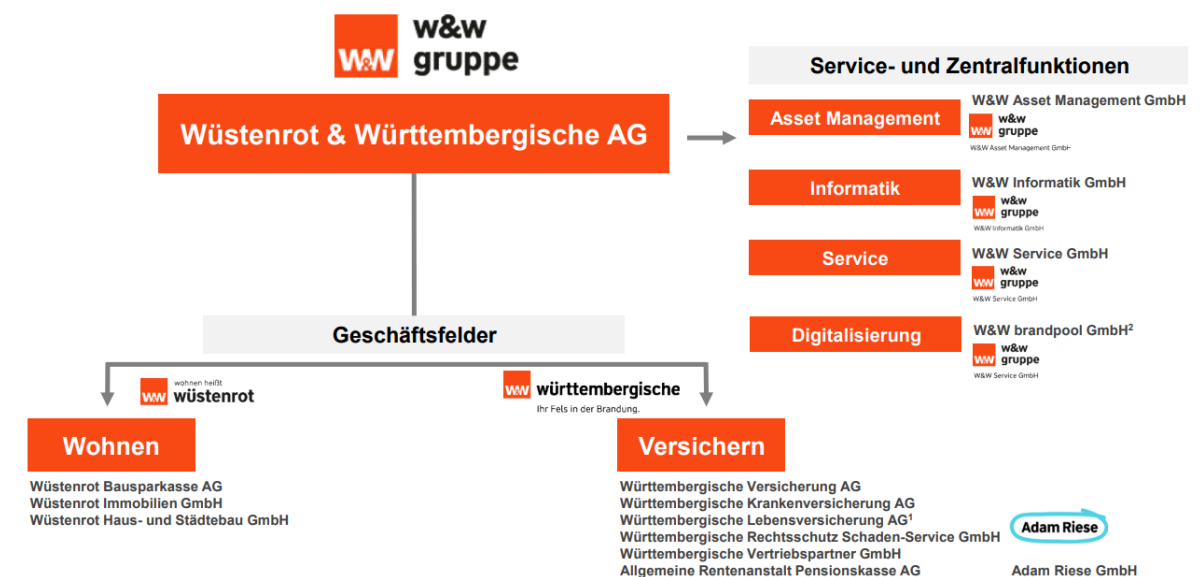 w&w
gruppe
W&W
Wüstenrot & Württembergische AG
Service- und Zentralfunktionen
Asset Management
W&W Asset Management GmbH
W&W
w&w
gruppe
W&W Asset Management GmbH
Informatik
W&W Informatik GmbH
W&W
w&w
gruppe
W&W Informatik GmbH
Service
W&W Service GmbH
W&W
w&w
gruppe
W&W Service GmbH
Digitalisierung
W&W brandpool GmbH²
W&W
w&w
gruppe
W&W Service GmbH
Geschäftsfelder
wohnen heißt
W&W wüstenrot
W&W württembergische
Ihr Fels in der Brandung.
Wohnen
Wüstenrot Bausparkasse AG
Wüstenrot Immobilien GmbH
Wüstenrot Haus- und Städtebau GmbH
Versichern
Württembergische Versicherung AG
Württembergische Krankenversicherung AG
Württembergische Lebensversicherung AG¹
Württembergische Rechtsschutz Schaden-Service GmbH
Württembergische Vertriebspartner GmbH
Allgemeine Rentenanstalt Pensionskasse AG
Adam Riese
Adam Riese GmbH